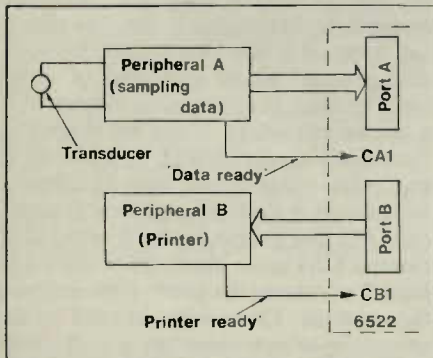 Peripheral A
(sampling
data)
Port A
Transducer
CA1
Data ready
Peripheral B
(Printer)
Port B
CB1
Printer ready
6522